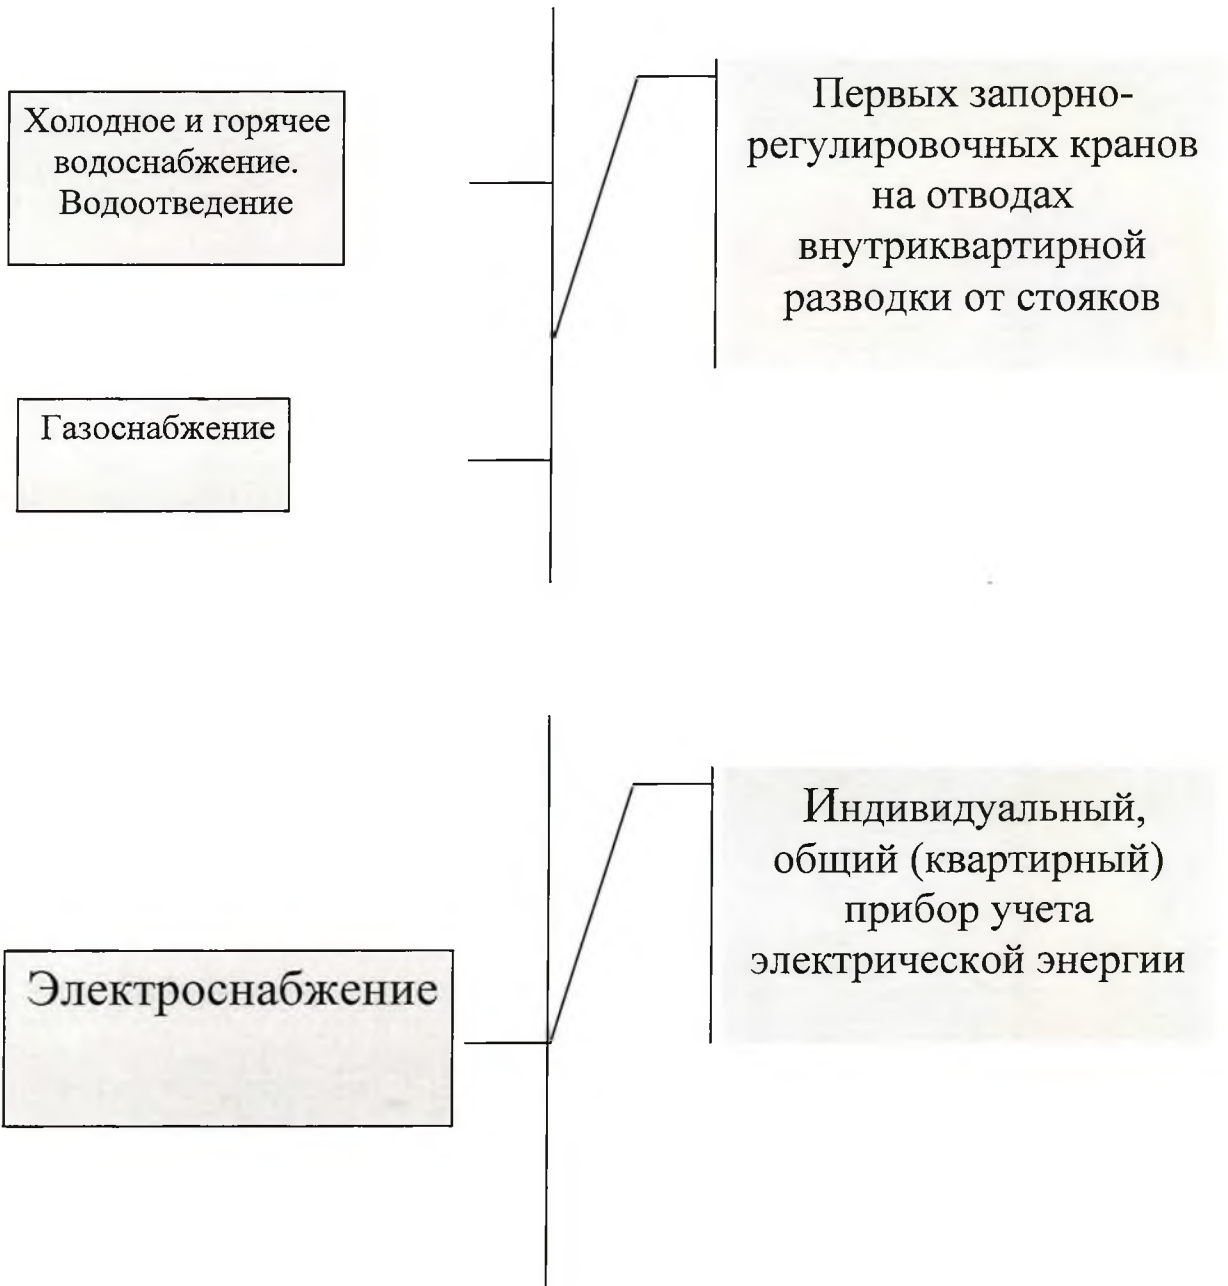 Холодное и горячее
водоснабжение.
Водоотведение
Первых запорно-
регулировочных кранов
на отводах
внутриквартирной
разводки от стояков
Газоснабжение
Индивидуальный,
общий (квартирный)
прибор учета
электрической энергии
Электроснабжение